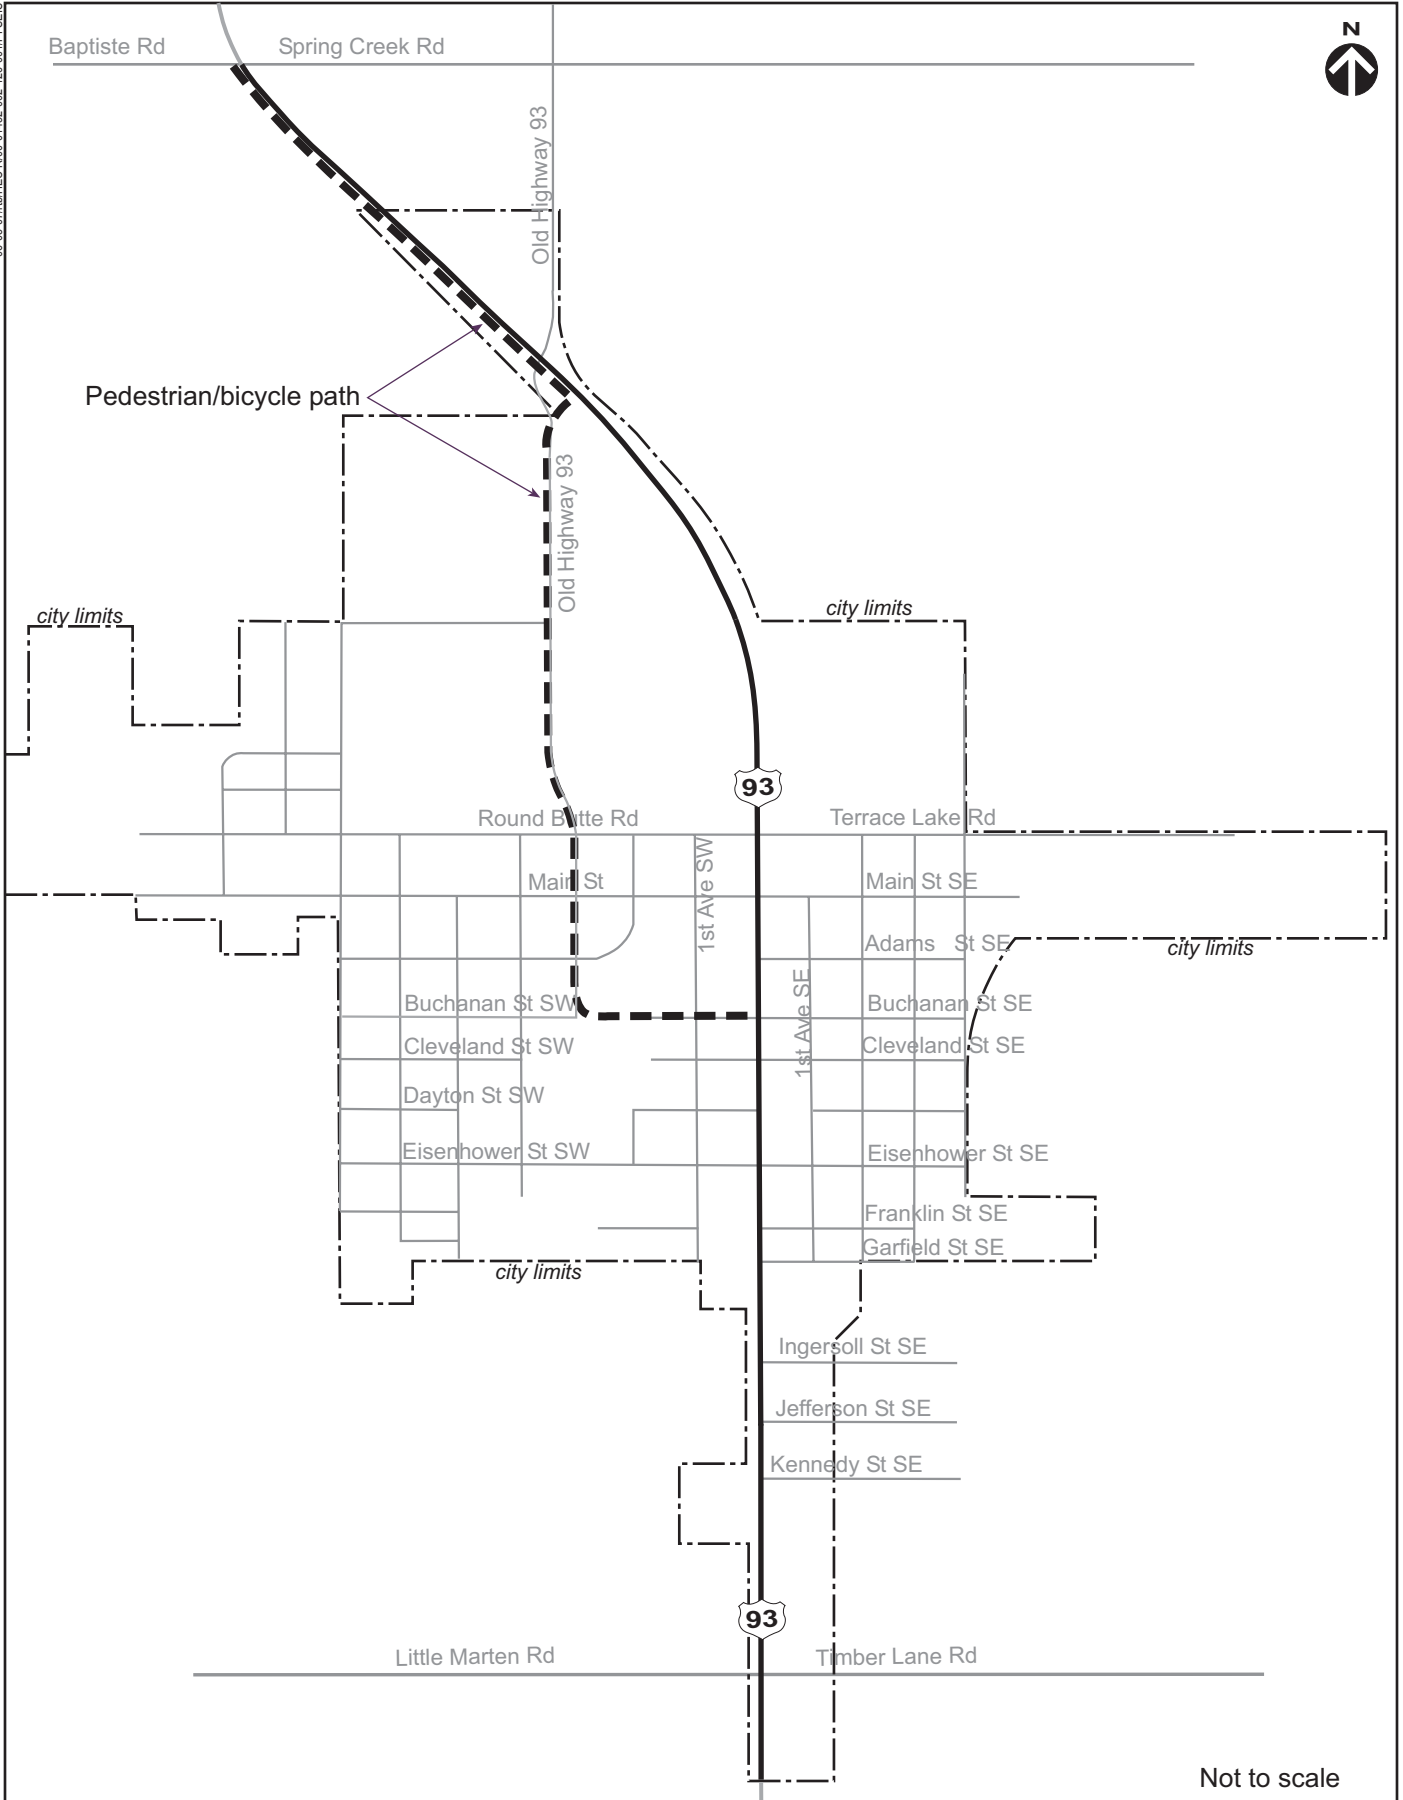 N
Baptiste Rd
Spring Creek Rd
Old Highway 93
Pedestrian/bicycle path
Old Highway 93
city limits
city limits
93
Round Butte Rd
Terrace Lake Rd
1st Ave SW
Main St
Main St SE
Adams St SE
city limits
1st Ave SE
Buchanan St SW
Buchanan St SE
Cleveland St SW
Cleveland St SE
Dayton St SW
Eisenhower St SW
Eisenhower St SE
Franklin St SE
Garfield St SE
city limits
Ingersoll St SE
Jefferson St SE
Kennedy St SE
93
Little Marten Rd
Timber Lane Rd
Not to scale